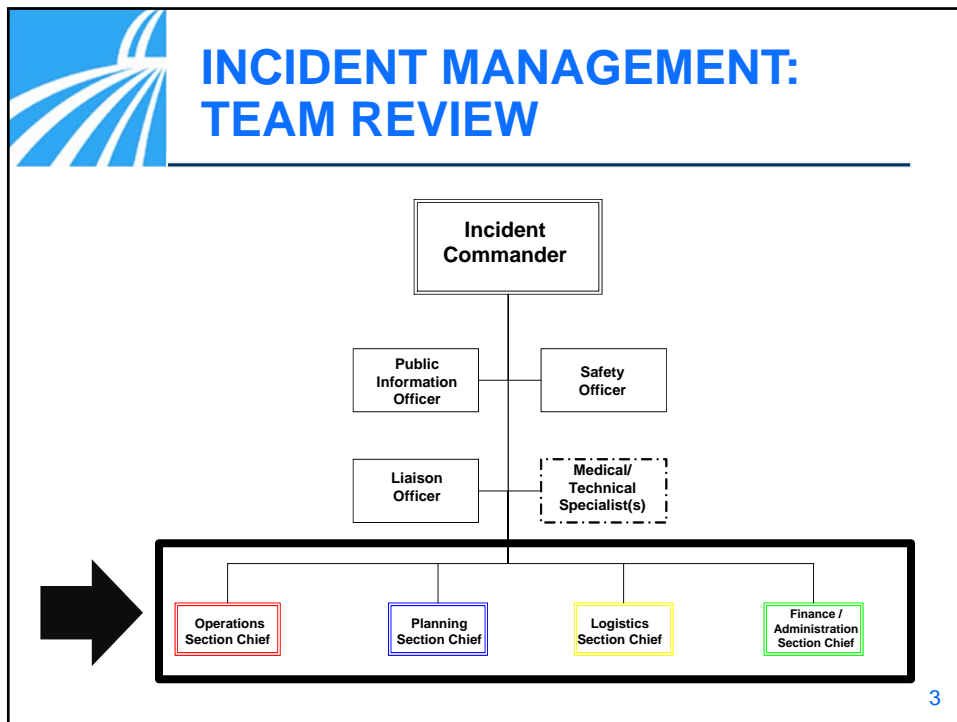 INCIDENT MANAGEMENT:
TEAM REVIEW
Incident
Commander
Public
Information
Officer
Safety
Officer
Liaison
Officer
Medical/
Technical
Specialist(s)
Operations
Section Chief
Planning
Section Chief
Logistics
Section Chief
Finance /
Administration
Section Chief
3